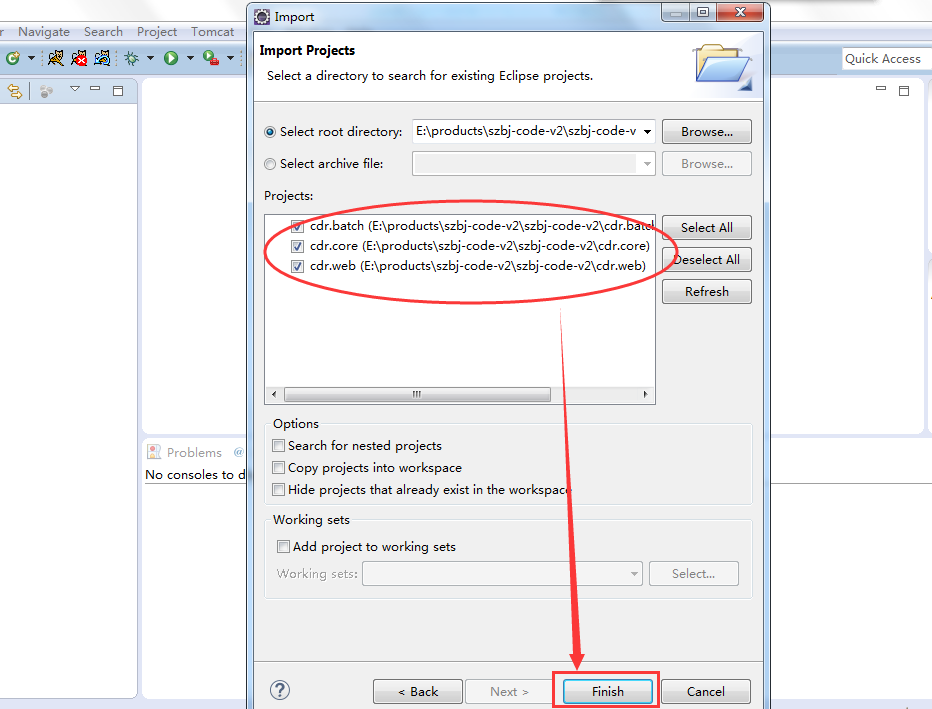 Import
r Navigate Search Project Tomcat
Quick Access
Import Projects
Select a directory to search for existing Eclipse projects.
Select root directory: E:\products\szbj-code-v2\szbj-code-v Browse...
Select archive file: Browse...
Projects:
cdr.batch (E:\products\szbj-code-v2\szbj-code-v2\cdr.batch
cdr.core (E:\products\szbj-code-v2\szbj-code-v2\cdr.core)
cdr.web (E:\products\szbj-code-v2\szbj-code-v2\cdr.web)
Select All
Deselect All
Refresh
Options
Search for nested projects
Copy projects into workspace
Hide projects that already exist in the workspace
Problems @
No consoles to d
Working sets
Add project to working sets
Working sets: Select...
? < Back Next > Finish Cancel